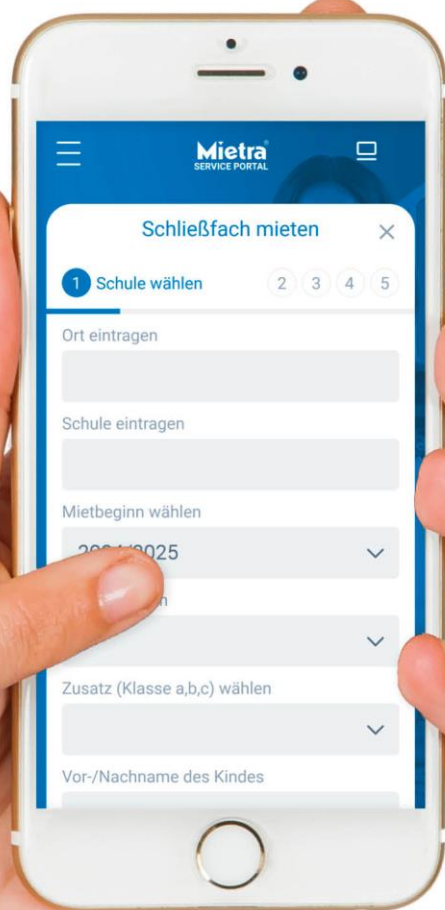 Mietra
SERVICE PORTAL
Schließfach mieten
1 Schule wählen 2 3 4 5
Ort eintragen
Schule eintragen
Mietbeginn wählen
2024/2025
Zusatz (Klasse a,b,c) wählen
Vor-/Nachname des Kindes